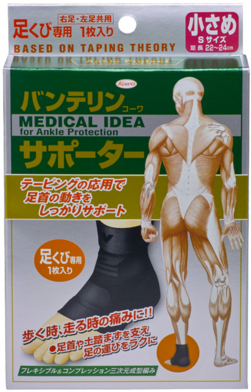 足くび専用
右足・左足共用
1枚入り
BASED ON TAPING THEORY
小さめ
Sサイズ
足長22~24cm
Kowa
バンテリンコーワ
MEDICAL IDEA
for Ankle Protection
サポーター
テーピングの応用で
足首の動きを
しっかりサポート
足くび専用
1枚入り
歩く時、走る時の痛みに!!
●足首や土踏まずを支え
足の運びをラクに
フレキシブル&コンプレッション三次元成型編み